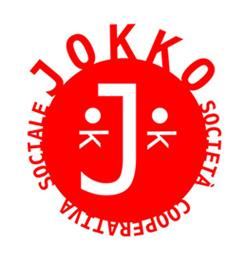 JOKKO
SOCIETÀ COOPERATIVA SOCIALE
J
K K